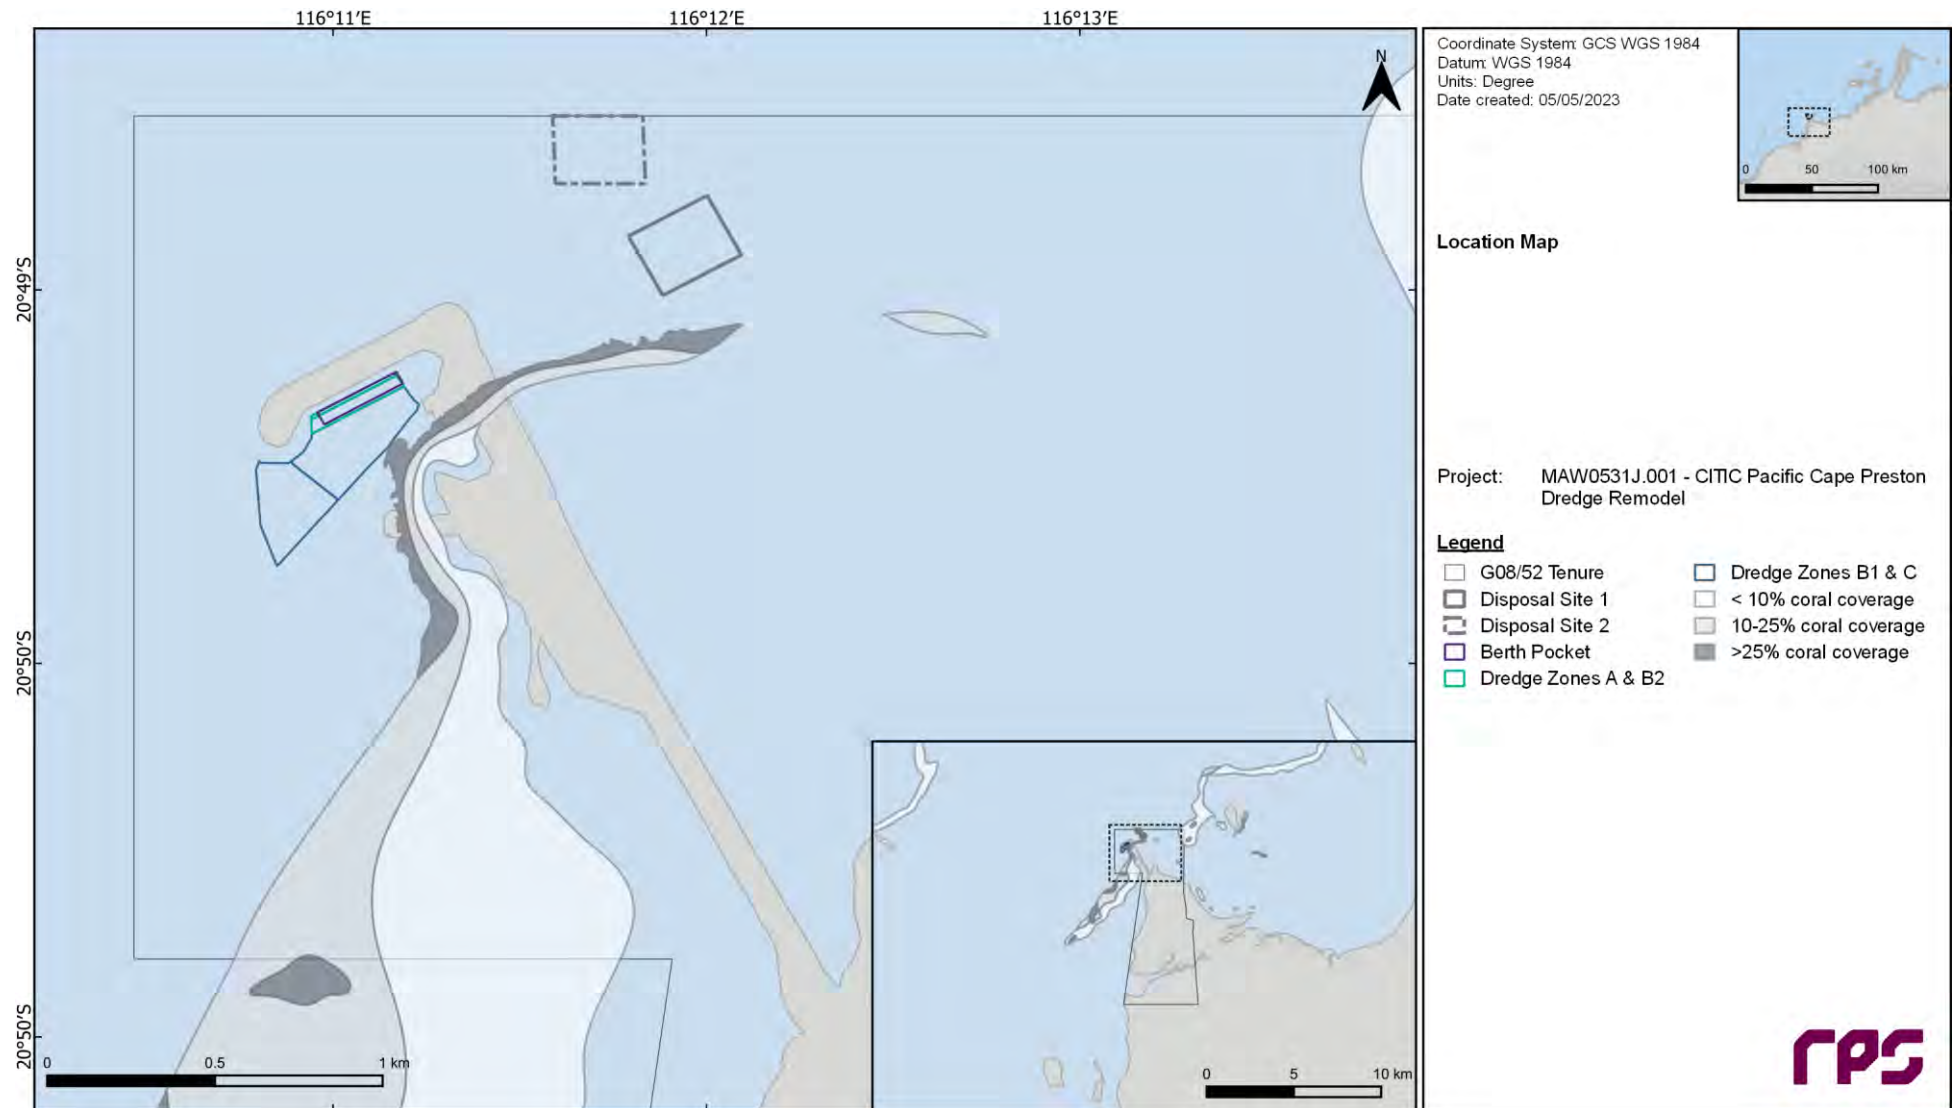 116°11'E
116°12'E
116°13'E
20°49'S
20°50'S
20°50'S
N
0 0.5 1 km
0 5 10 km
Coordinate System: GCS WGS 1984
Datum: WGS 1984
Units: Degree
Date created: 05/05/2023
0 50 100 km
Location Map
Project: MAW0531J.001 - CITIC Pacific Cape Preston
Dredge Remodel
Legend
G08/52 Tenure
Disposal Site 1
Disposal Site 2
Berth Pocket
Dredge Zones A & B2
Dredge Zones B1 & C
< 10% coral coverage
10-25% coral coverage
>25% coral coverage
rps